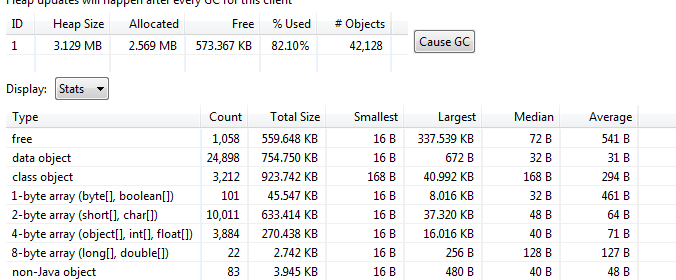 Heap updates will happen after every GC for this client
ID Heap Size Allocated Free % Used # Objects
1 3.129 MB 2.569 MB 573.367 KB 82.10% 42,128
Cause GC
Display: Stats
Type Count Total Size Smallest Largest Median Average
free 1,058 559.648 KB 16 B 337.539 KB 72 B 541 B
data object 24,898 754.750 KB 16 B 672 B 32 B 31 B
class object 3,212 923.742 KB 168 B 40.992 KB 168 B 294 B
1-byte array (byte[], boolean[]) 101 45.547 KB 16 B 8.016 KB 32 B 461 B
2-byte array (short[], char[]) 10,011 633.414 KB 16 B 37.320 KB 48 B 64 B
4-byte array (object[], int[], float[]) 3,884 270.438 KB 16 B 16.016 KB 40 B 71 B
8-byte array (long[], double[]) 22 2.742 KB 16 B 256 B 128 B 127 B
non-Java object 83 3.945 KB 16 B 480 B 40 B 48 B